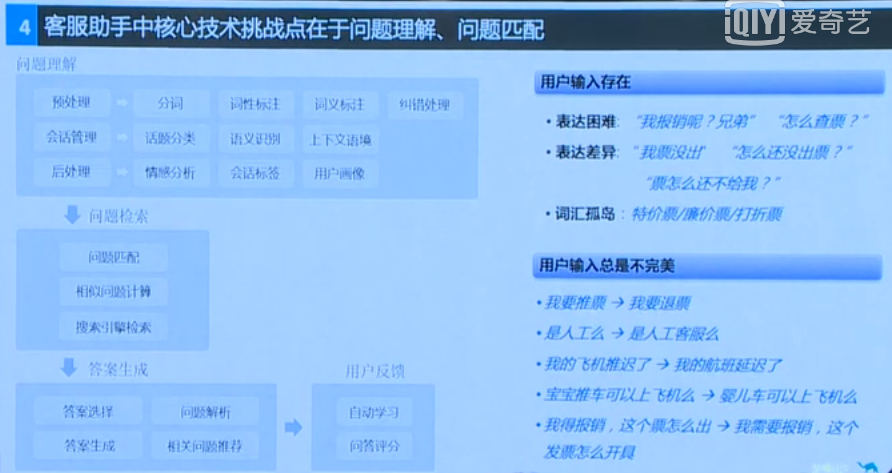 4 客服助手中核心技术挑战点在于问题理解、问题匹配
iQIYI 爱奇艺
问题理解
预处理 分词 词性标注 词义标注 纠错处理
会话管理 话题分类 语义识别 上下文语境
后处理 情感分析 会话标签 用户画像
问题检索
问题匹配
相似问题计算
搜索引擎检索
答案生成
答案选择 问题解析
答案生成 相关问题推荐
用户反馈
自动学习
问答评分
用户输入存在
• 表达困难: “我报销呢？兄弟” “怎么查票？”
• 表达差异: “我票没出” “怎么还没出票？”
“票怎么还不给我？”
• 词汇孤岛：特价票/廉价票/打折票
用户输入总是不完美
• 我要推票 → 我要退票
• 是人工么 → 是人工客服么
• 我的飞机推迟了 → 我的航班延迟了
• 宝宝推车可以上飞机么 → 婴儿车可以上飞机么
• 我得报销，这个票怎么出 → 我需要报销，这个
发票怎么开具